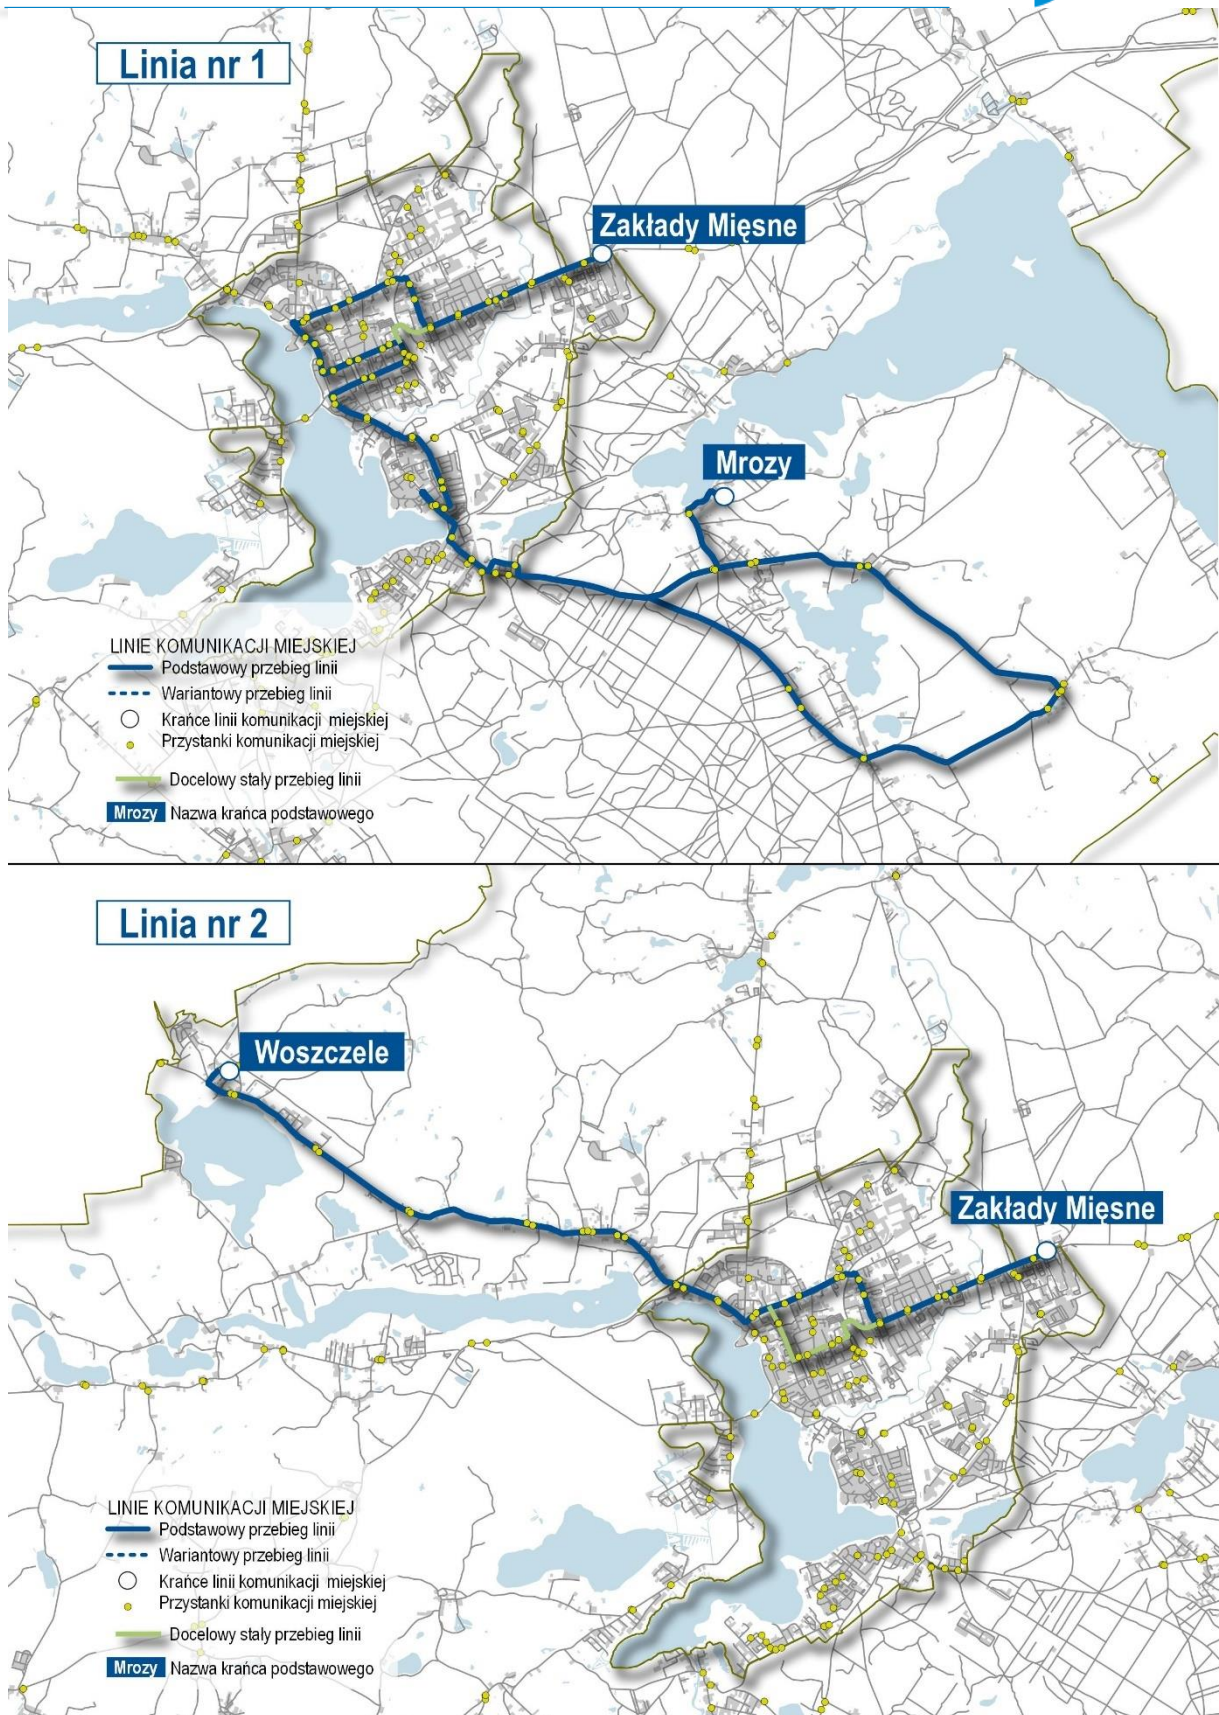 Linia nr 1
Zakłady Mięsne
Mrozy
LINIE KOMUNIKACJI MIEJSKIEJ
Podstawowy przebieg linii
Wariantowy przebieg linii
Krańce linii komunikacji miejskiej
Przystanki komunikacji miejskiej
Docelowy stały przebieg linii
Mrozy Nazwa krańca podstawowego
Linia nr 2
Woszczele
Zakłady Mięsne
LINIE KOMUNIKACJI MIEJSKIEJ
Podstawowy przebieg linii
Wariantowy przebieg linii
Krańce linii komunikacji miejskiej
Przystanki komunikacji miejskiej
Docelowy stały przebieg linii
Mrozy Nazwa krańca podstawowego